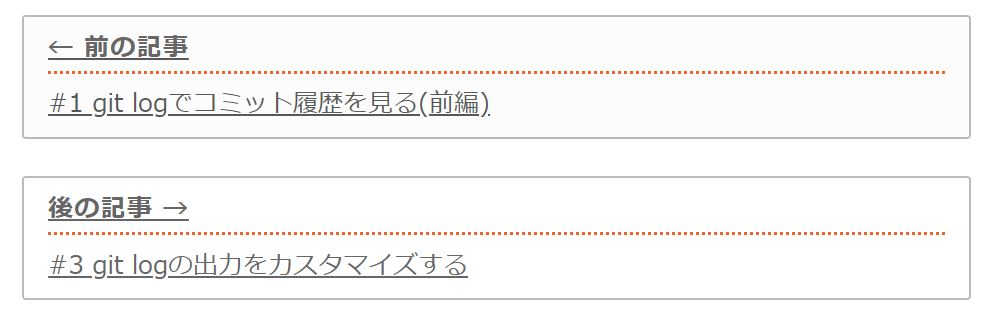 ← 前の記事
#1 git logでコミット履歴を見る(前編)
後の記事 →
#3 git logの出力をカスタマイズする